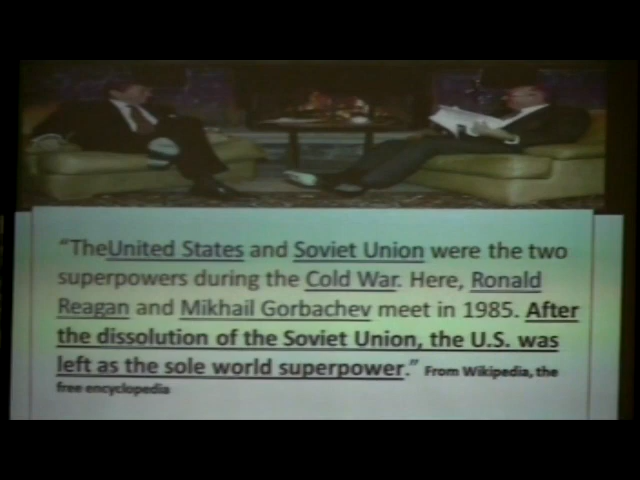 “TheUnited States and Soviet Union were the two
superpowers during the Cold War. Here, Ronald
Reagan and Mikhail Gorbachev meet in 1985. After
the dissolution of the Soviet Union, the U.S. was
left as the sole world superpower.” From Wikipedia, the
free encyclopedia